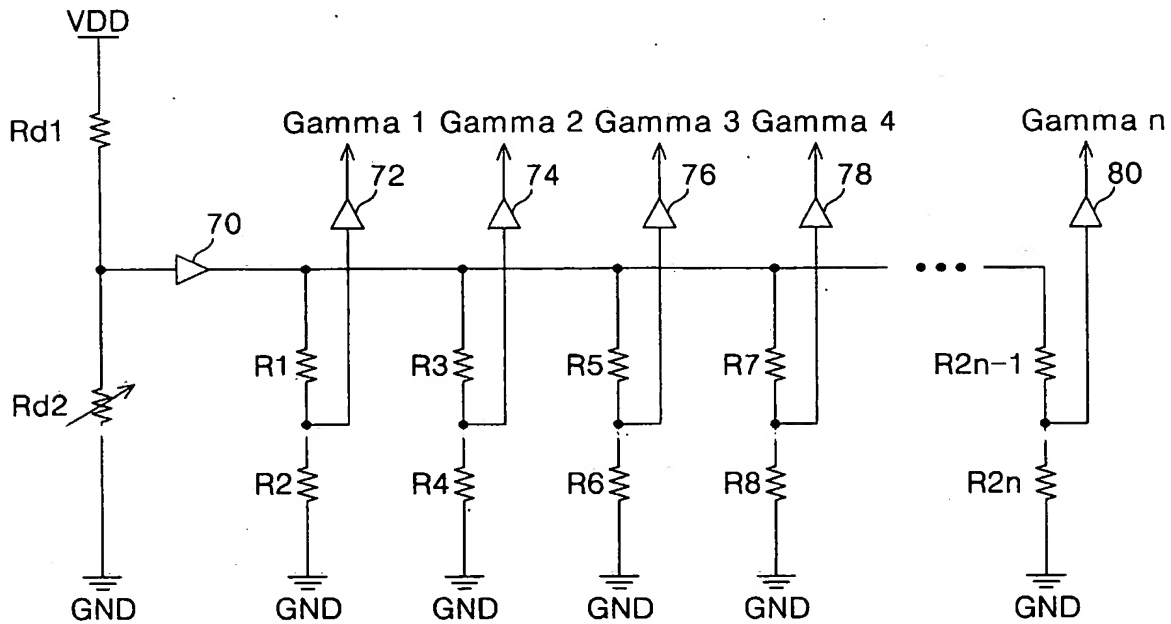 VDD
Rd1
Gamma 1 Gamma 2 Gamma 3 Gamma 4 Gamma n
72 74 76 78 80
70
R1 R3 R5 R7 R2n-1
Rd2
R2 R4 R6 R8 R2n
GND GND GND GND GND GND